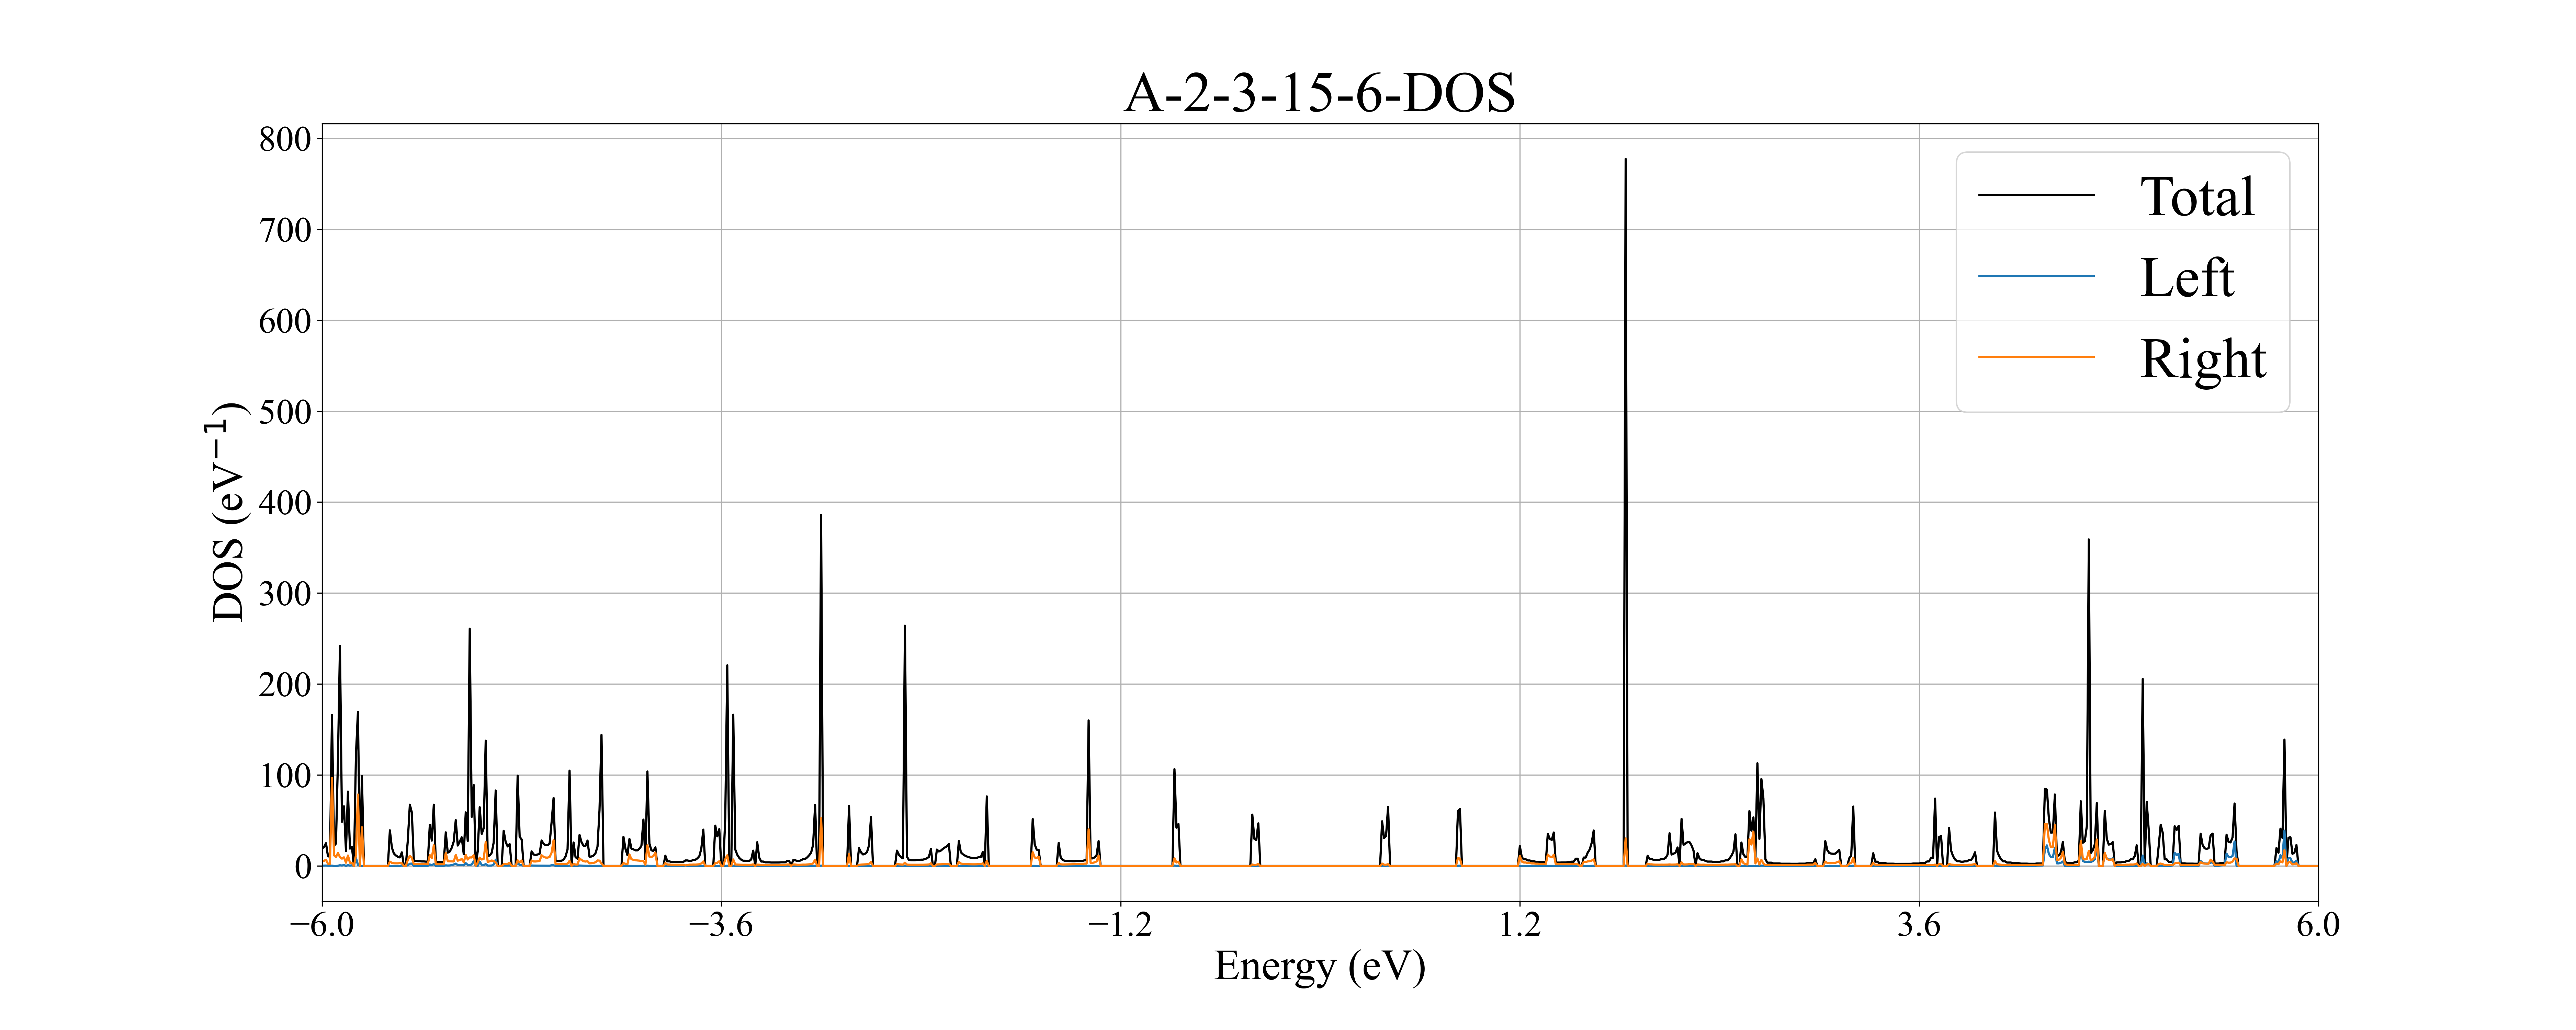 A-2-3-15-6-DOS
800
700
600
500
400
300
200
100
0
DOS (eV⁻¹)
Total
Left
Right
−6.0
−3.6
−1.2
1.2
3.6
6.0
Energy (eV)